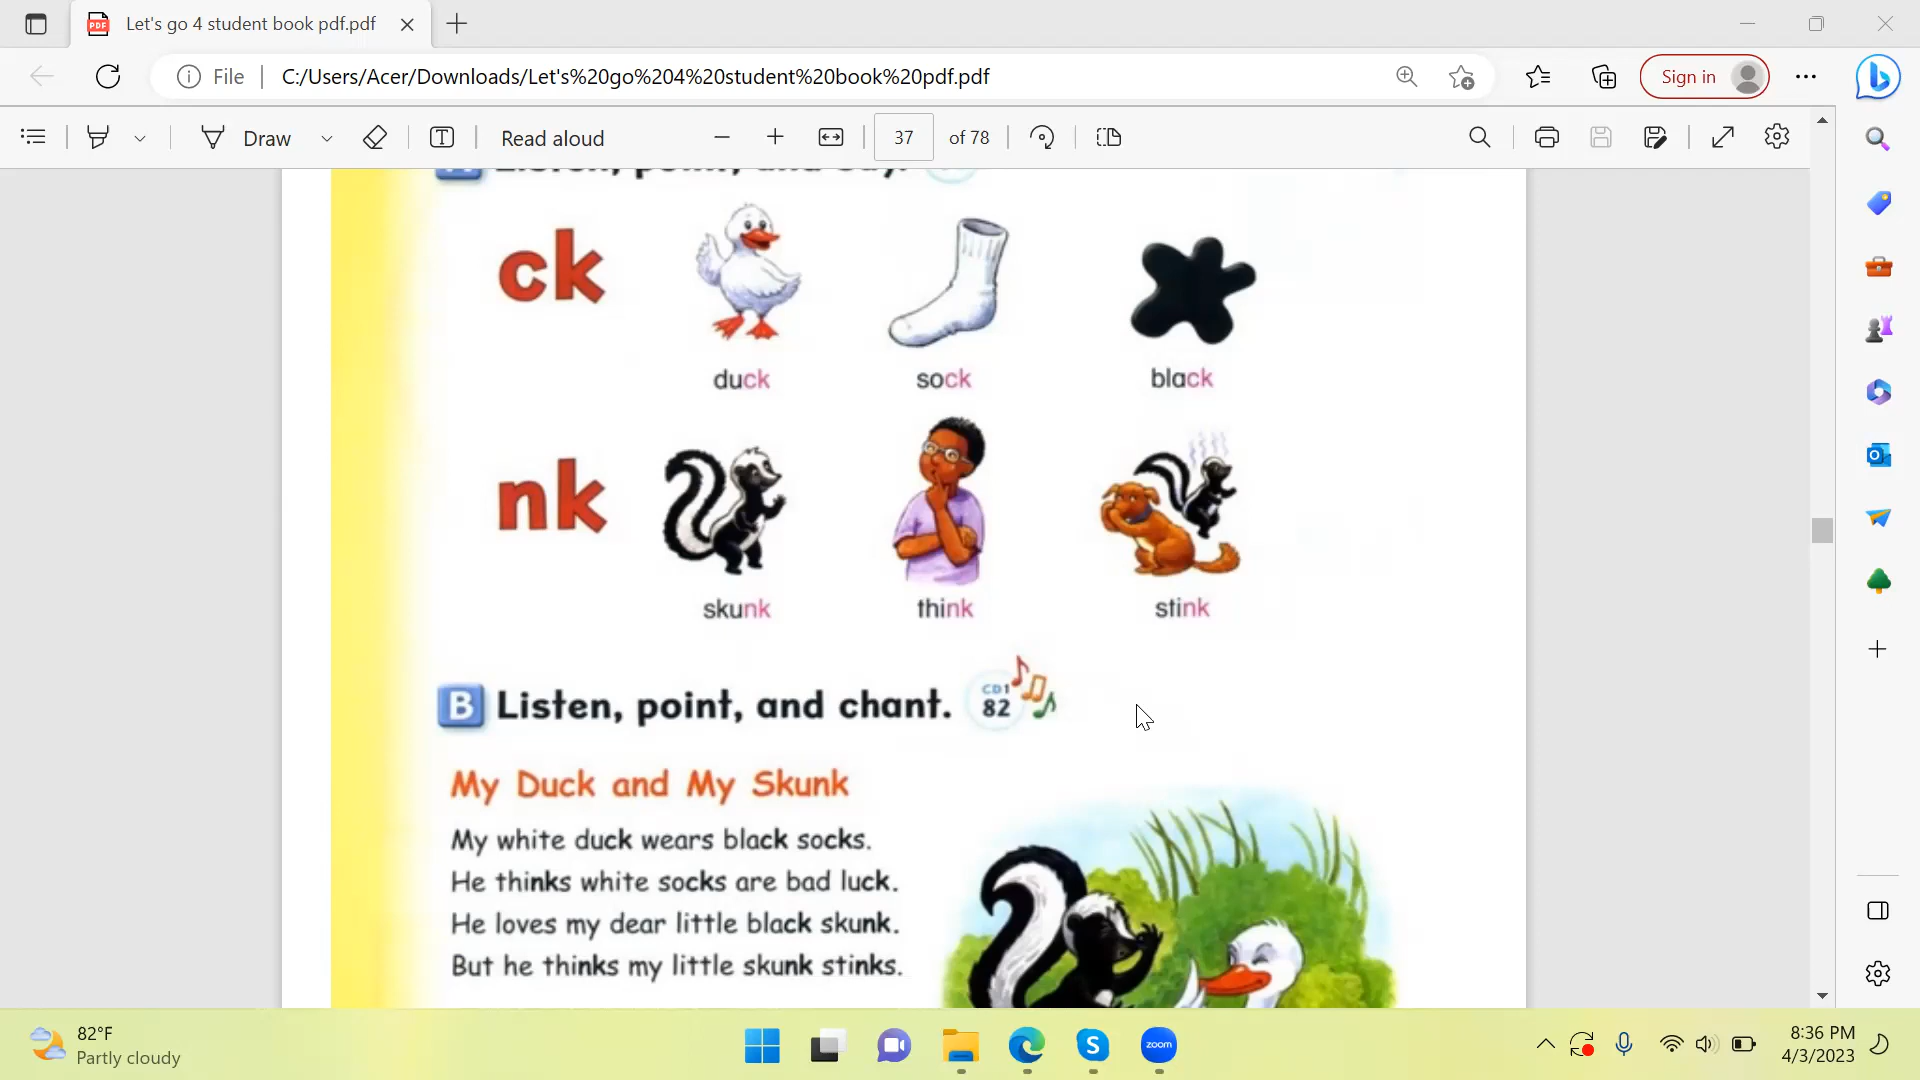 Let's go 4 student book pdf.pdf
File
C:/Users/Acer/Downloads/Let's%20go%204%20student%20book%20pdf.pdf
Sign in
Draw
Read aloud
37
of 78
ck
duck
sock
black
nk
skunk
think
stink
B Listen, point, and chant.
CD1
82
My Duck and My Skunk
My white duck wears black socks.
He thinks white socks are bad luck.
He loves my dear little black skunk.
But he thinks my little skunk stinks.
82°F
Partly cloudy
zoom
8:36 PM
4/3/2023